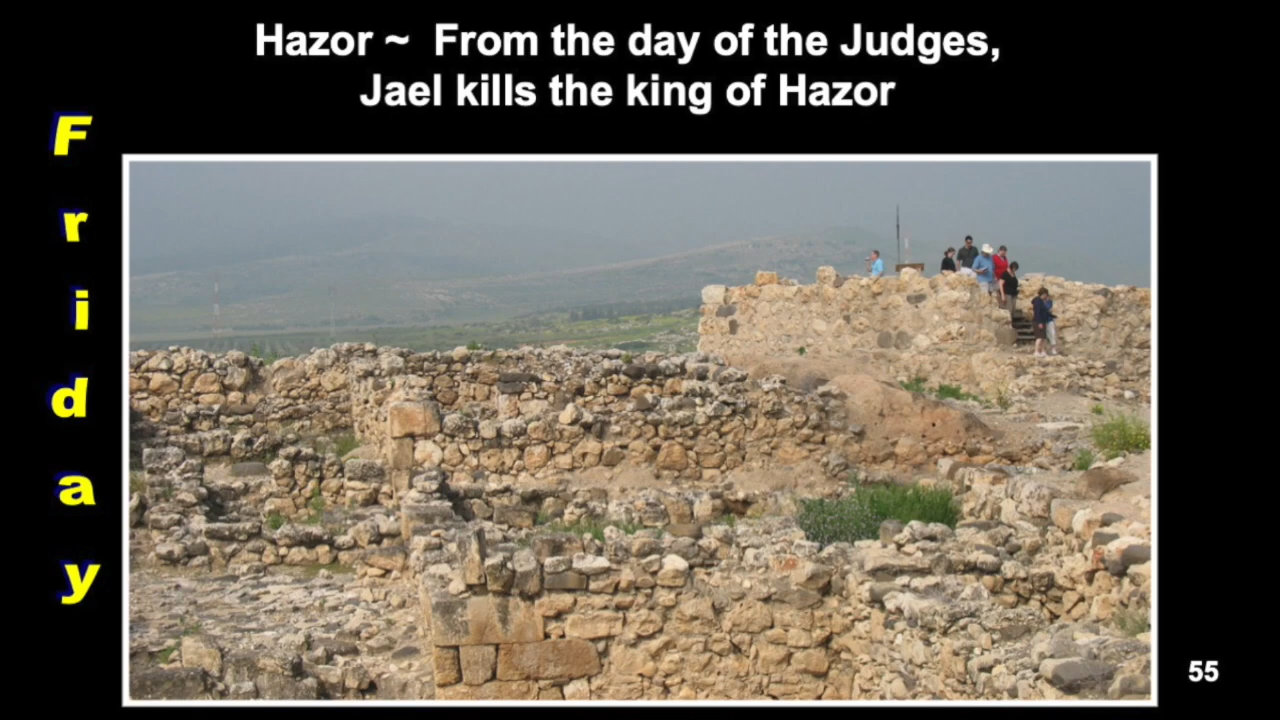 Hazor ~ From the day of the Judges,
Jael kills the king of Hazor
F
r
i
d
a
y
55